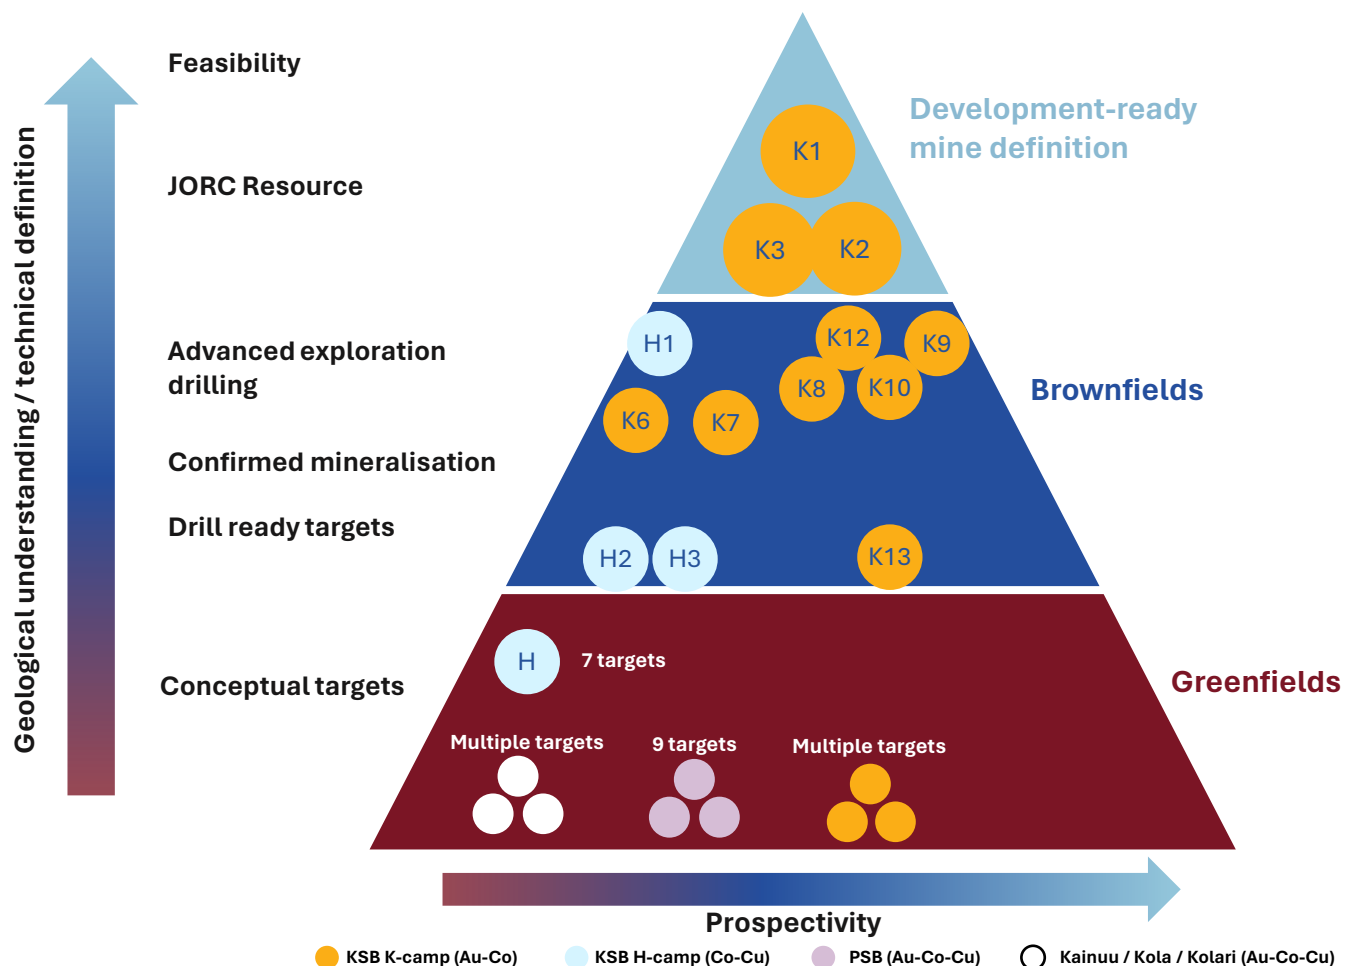 Geological understanding / technical definition
Feasibility
JORC Resource
Advanced exploration
drilling
Confirmed mineralisation
Drill ready targets
Conceptual targets
Development-ready
mine definition
Brownfields
Greenfields
K1
K3
K2
H1
K12
K9
K8
K10
K6
K7
H2
H3
K13
H
7 targets
Multiple targets
9 targets
Multiple targets
Prospectivity
KSB K-camp (Au-Co)
KSB H-camp (Co-Cu)
PSB (Au-Co-Cu)
Kainuu / Kola / Kolari (Au-Co-Cu)